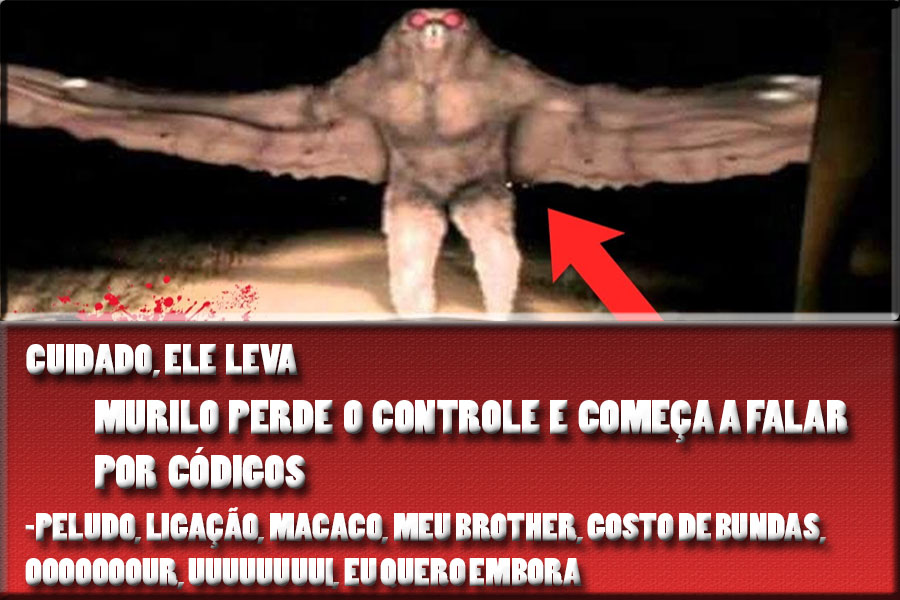 CUIDADO, ELE LEVA
MURILO PERDE O CONTROLE E COMEÇA A FALAR
POR CÓDIGOS
-PELUDO, LIGAÇÃO, MACACO, MEU BROTHER, GOSTO DE BUNDAS,
OOOOOOOUR, UUUUUUUU(, EU QUERO EMBORA